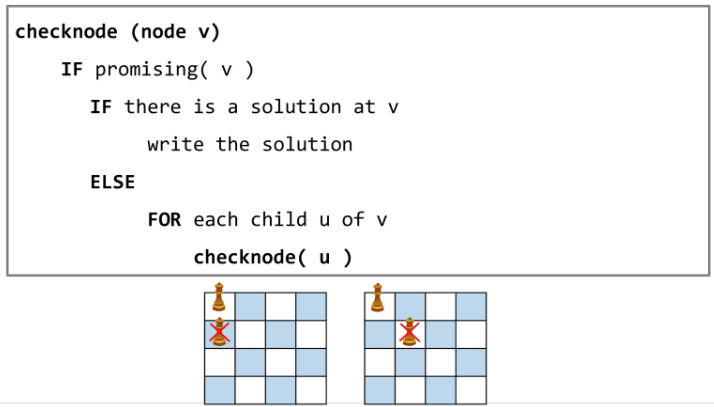 checknode (node v)
IF promising( v )
IF there is a solution at v
write the solution
ELSE
FOR each child u of v
checknode( u )